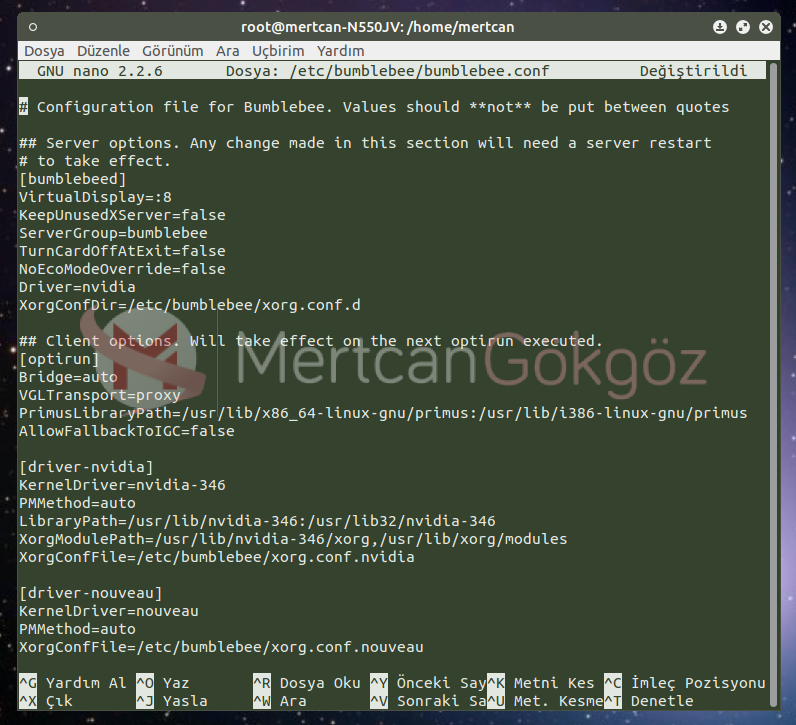 root@mertcan-N550JV: /home/mertcan
Dosya Düzenle Görünüm Ara Uçbirim Yardım
GNU nano 2.2.6 Dosya: /etc/bumblebee/bumblebee.conf Değiştirildi
# Configuration file for Bumblebee. Values should **not** be put between quotes
## Server options. Any change made in this section will need a server restart
# to take effect.
[bumblebeed]
VirtualDisplay=:8
KeepUnusedXServer=false
ServerGroup=bumblebee
TurnCardOffAtExit=false
NoEcoModeOverride=false
Driver=nvidia
XorgConfDir=/etc/bumblebee/xorg.conf.d
## Client options. Will take effect on the next optirun executed.
[optirun]
Bridge=auto
VGLTransport=proxy
PrimusLibraryPath=/usr/lib/x86_64-linux-gnu/primus:/usr/lib/i386-linux-gnu/primus
AllowFallbackToIGC=false
MertcanGökgöz
[driver-nvidia]
KernelDriver=nvidia-346
PMMethod=auto
LibraryPath=/usr/lib/nvidia-346:/usr/lib32/nvidia-346
XorgModulePath=/usr/lib/nvidia-346/xorg,/usr/lib/xorg/modules
XorgConfFile=/etc/bumblebee/xorg.conf.nvidia
[driver-nouveau]
KernelDriver=nouveau
PMMethod=auto
XorgConfFile=/etc/bumblebee/xorg.conf.nouveau
^G Yardım Al ^O Yaz ^R Dosya Oku ^Y Önceki Say^K Metni Kes ^C İmleç Pozisyonu
^X Çık ^J Yasla ^W Ara ^V Sonraki Sa^U Met. Kesme^T Denetle